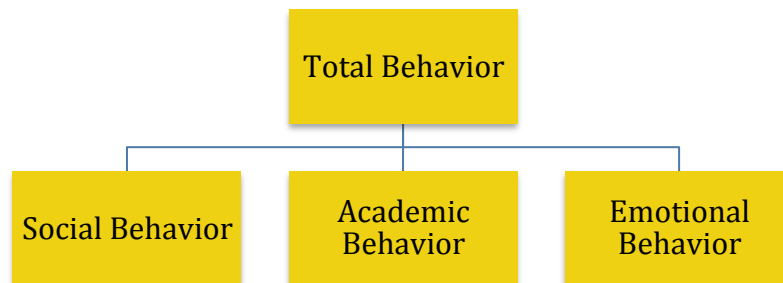 Total Behavior
Social Behavior
Academic
Behavior
Emotional
Behavior